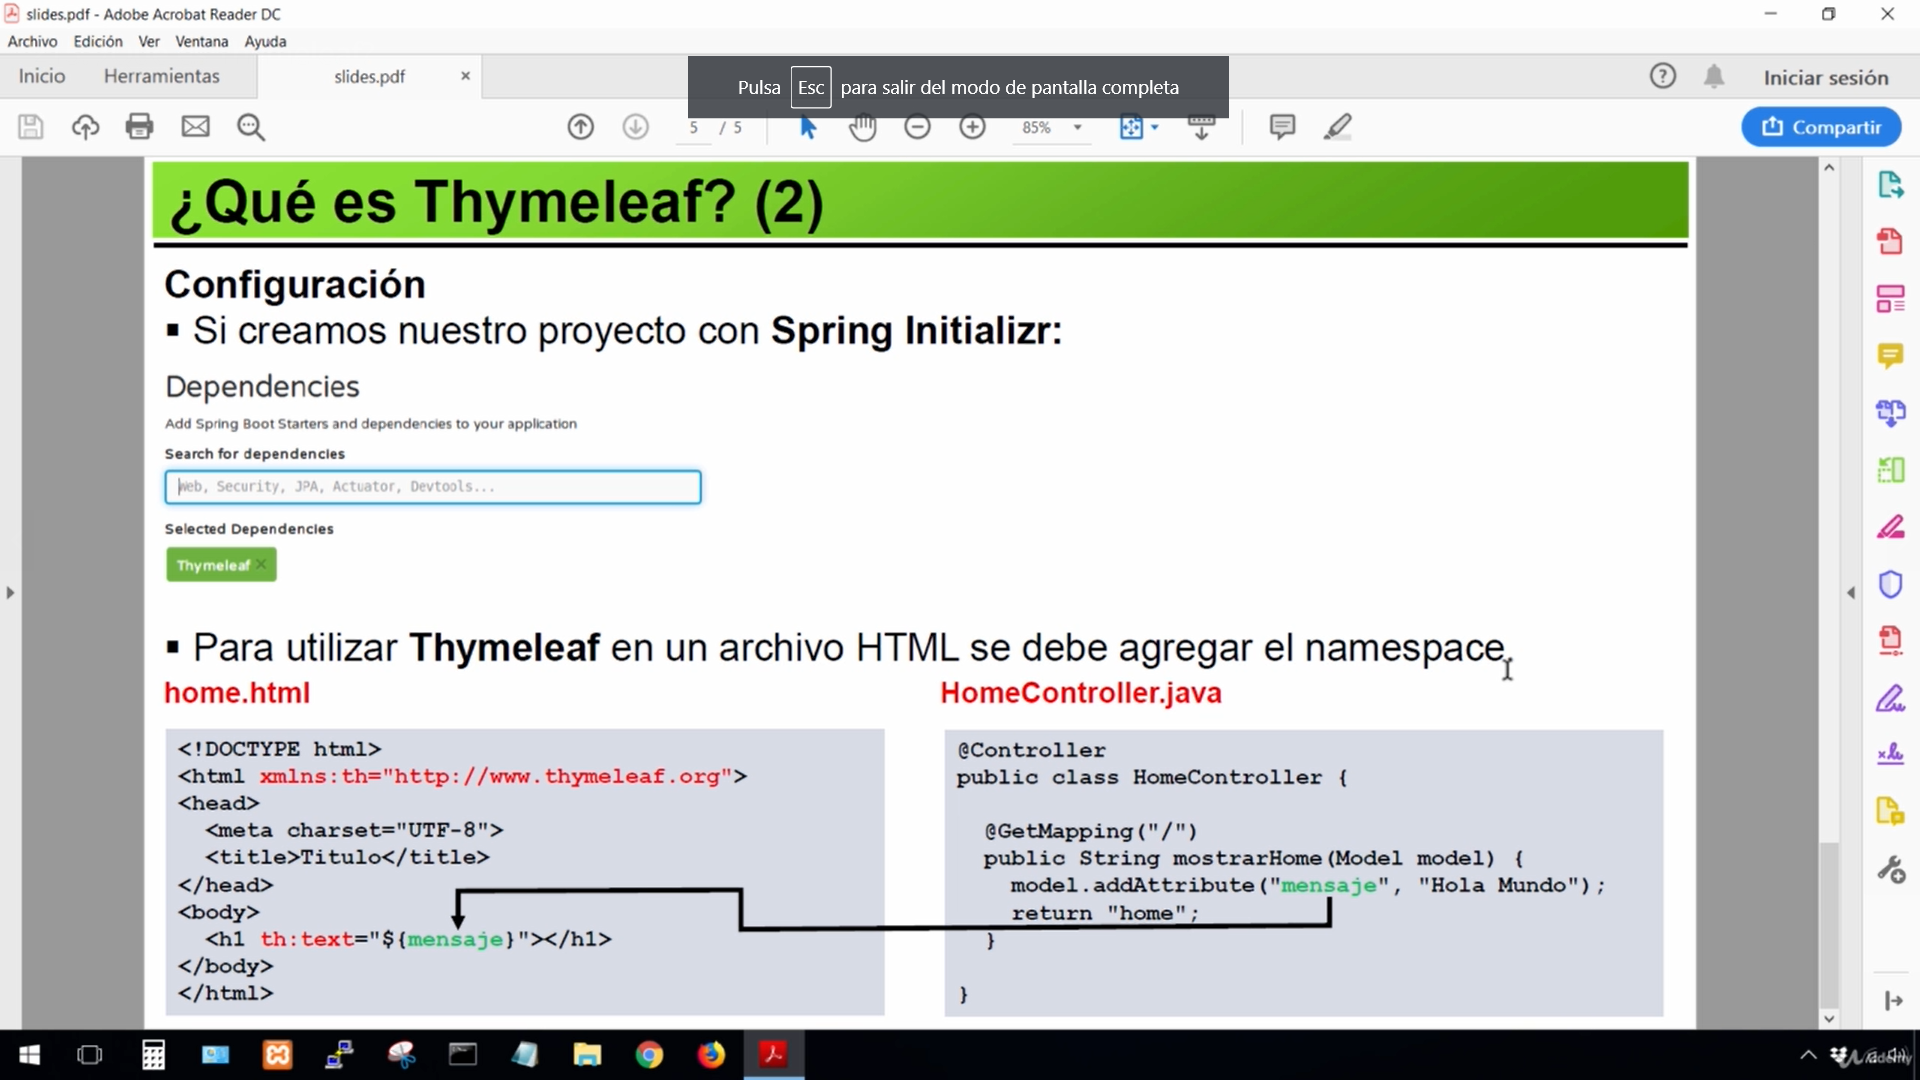 slides.pdf - Adobe Acrobat Reader DC
Archivo Edición Ver Ventana Ayuda
Inicio Herramientas slides.pdf × Iniciar sesión
Pulsa Esc para salir del modo de pantalla completa
5 / 5 85% Compartir
¿Qué es Thymeleaf? (2)
Configuración
▪ Si creamos nuestro proyecto con Spring Initializr:
Dependencies
Add Spring Boot Starters and dependencies to your application
Search for dependencies
Web, Security, JPA, Actuator, Devtools...
Selected Dependencies
Thymeleaf ×
▪ Para utilizar Thymeleaf en un archivo HTML se debe agregar el namespace.
home.html
<!DOCTYPE html>
<html xmlns:th="http://www.thymeleaf.org">
<head>
<meta charset="UTF-8">
<title>Titulo</title>
</head>
<body>
<h1 th:text="${mensaje}"></h1>
</body>
</html>
HomeController.java
@Controller
public class HomeController {
@GetMapping("/")
public String mostrarHome(Model model) {
model.addAttribute("mensaje", "Hola Mundo");
return "home";
}
}